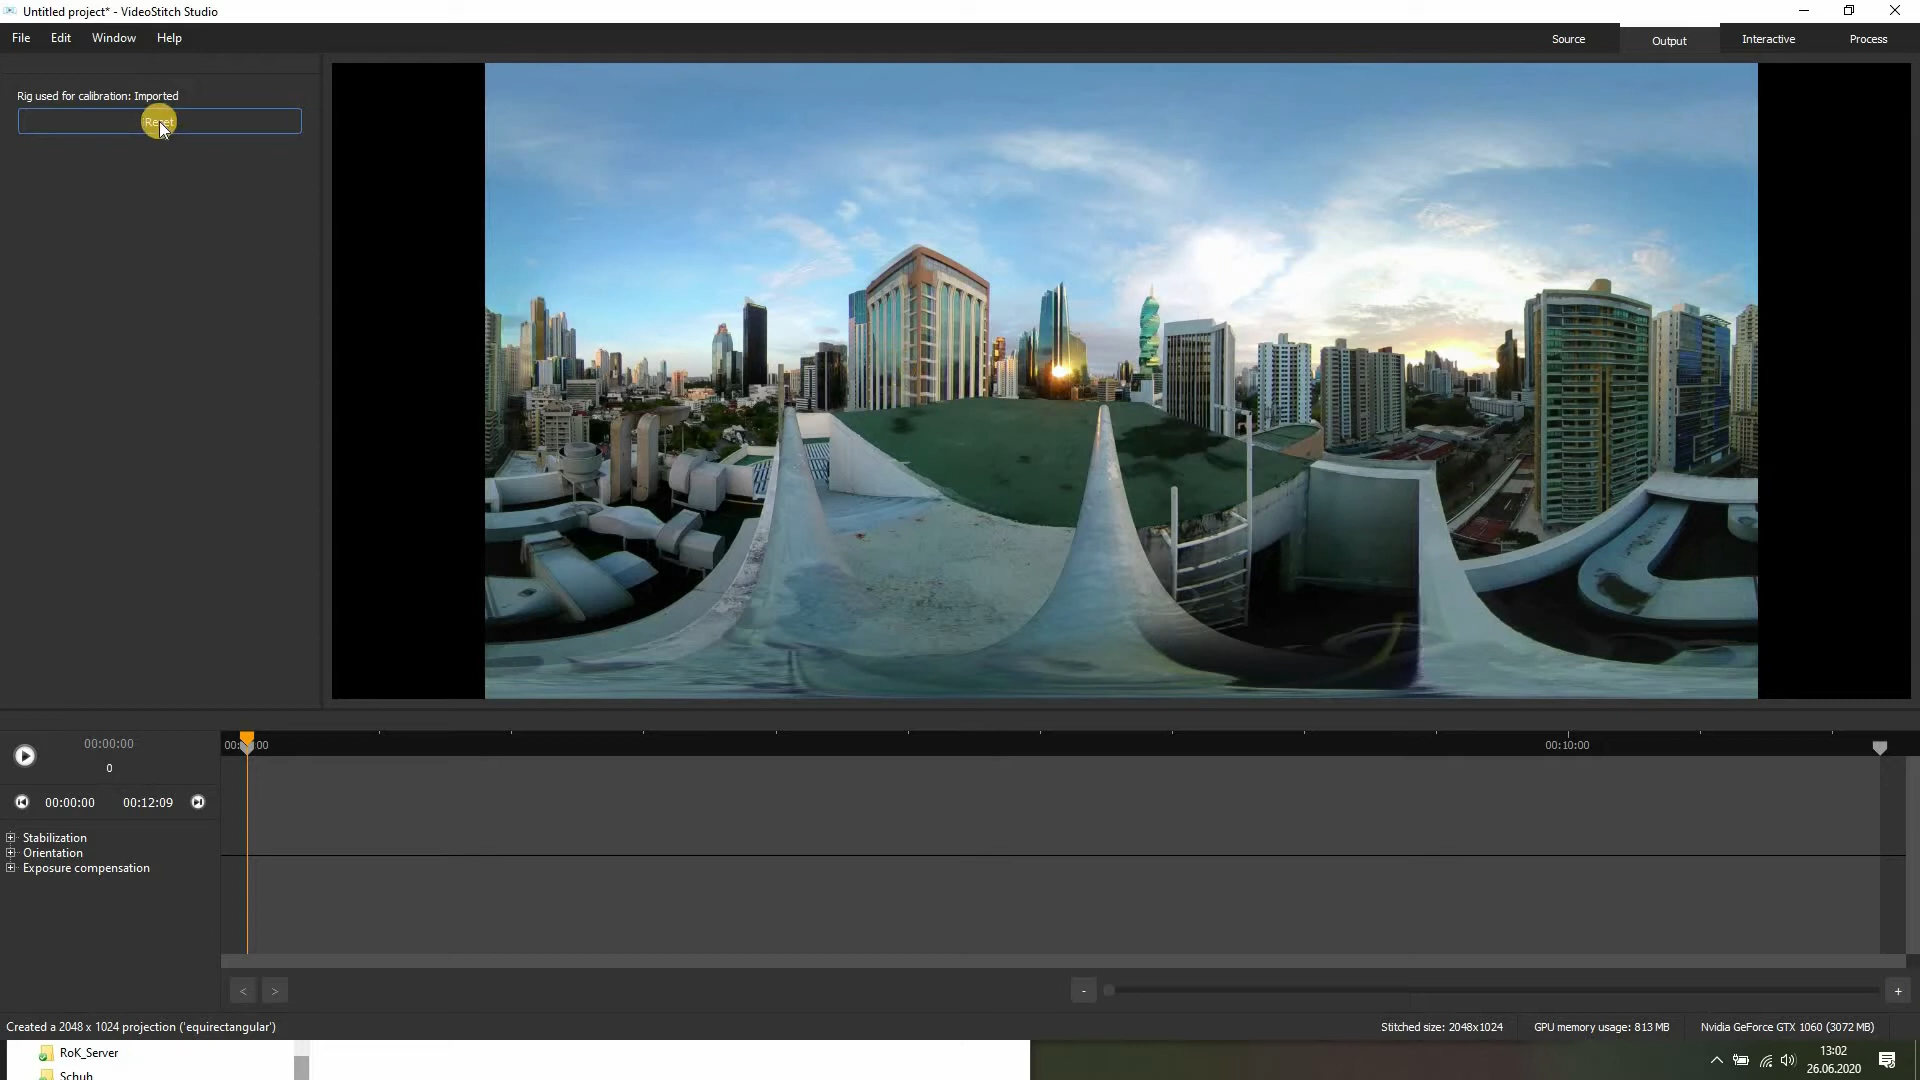 Untitled project* - VideoStitch Studio
File Edit Window Help
Source Output Interactive Process
Rig used for calibration: Imported
Reset
00:00:00
0
00:00:00 00:12:09
00:10:00
Stabilization
Orientation
Exposure compensation
< >
- +
Created a 2048 x 1024 projection ('equirectangular')
Stitched size: 2048x1024 GPU memory usage: 813 MB Nvidia GeForce GTX 1060 (3072 MB)
RoK_Server
Schuh
13:02
26.06.2020